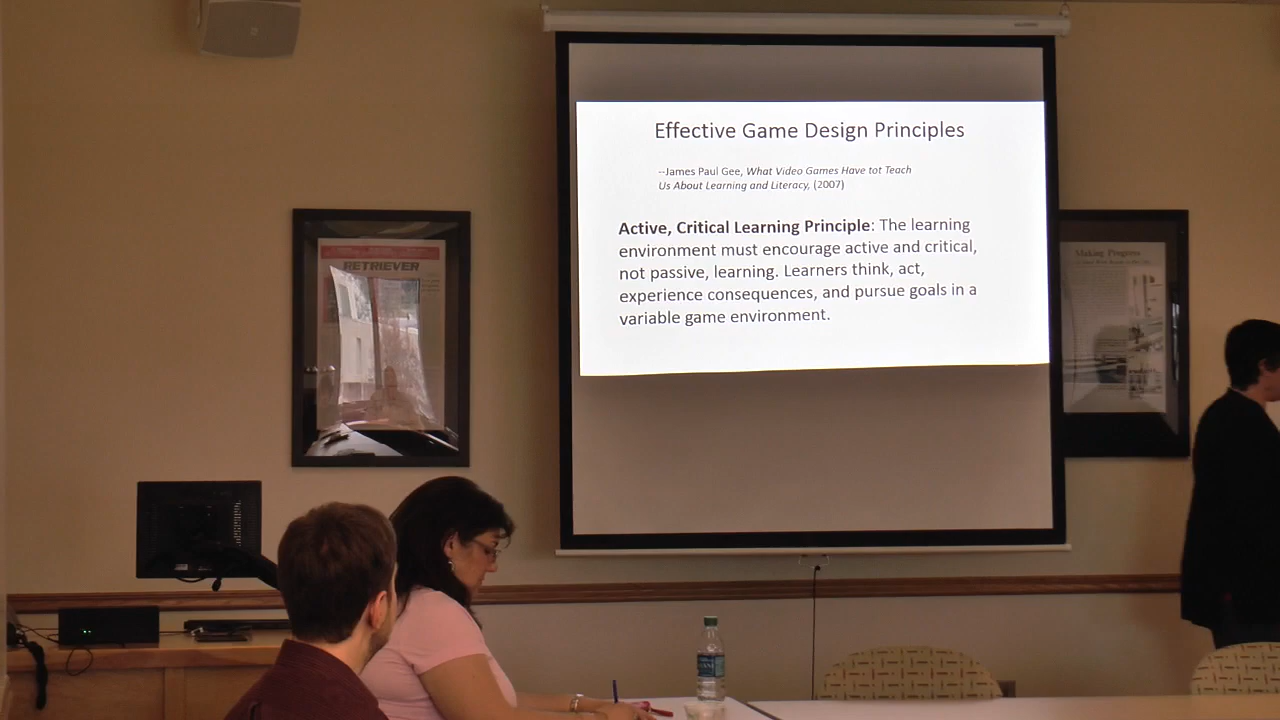 Effective Game Design Principles
--James Paul Gee, What Video Games Have tot Teach
Us About Learning and Literacy, (2007)
Active, Critical Learning Principle: The learning
environment must encourage active and critical,
not passive, learning. Learners think, act,
experience consequences, and pursue goals in a
variable game environment.
RETRIEVER
Making Progress